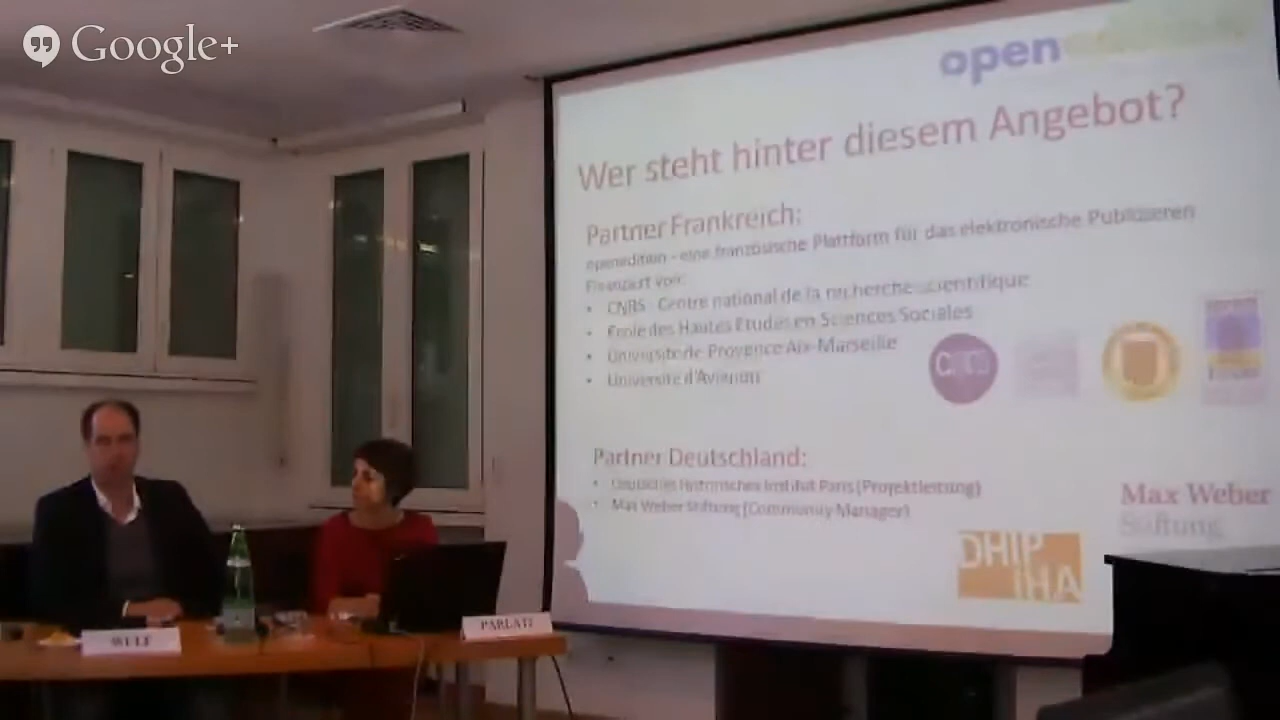 Google+
open
Wer steht hinter diesem Angebot?
Partner Frankreich:
openedition - eine französische Plattform für das elektronische Publizieren
Finanziert von:
• CNRS - Centre national de la recherche scientifique
• Ecole des Hautes Etudes en Sciences Sociales
• Université de Provence Aix-Marseille
• Université d'Avignon
CNRS
Partner Deutschland:
• Deutsches Historisches Institut Paris (Projektleitung)
• Max Weber Stiftung (Community Manager)
Max Weber
Stiftung
DHIP
IHA
WULF
PARLATI